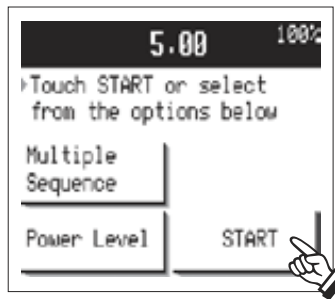 5.00 100%
Touch START or select
from the options below
Multiple
Sequence
Power Level START